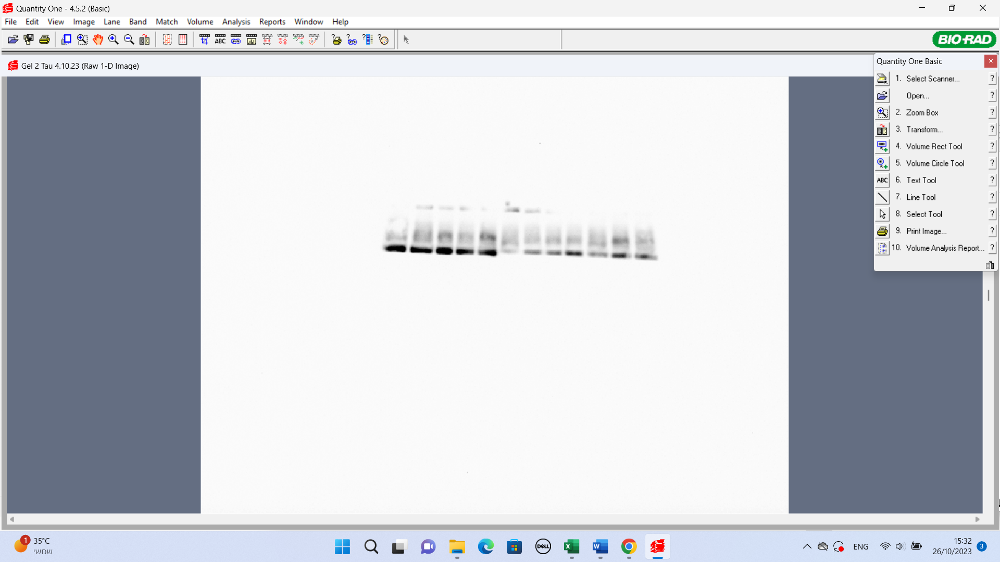 Quantity One - 4.5.2 (Basic)
File Edit View Image Lane Band Match Volume Analysis Reports Window Help
ABC
BIO-RAD
Gel 2 Tau 4.10.23 (Raw 1-D Image)
Quantity One Basic
1. Select Scanner... ?
Open... ?
2. Zoom Box ?
3. Transform... ?
4. Volume Rect Tool ?
5. Volume Circle Tool ?
ABC 6. Text Tool ?
7. Line Tool ?
8. Select Tool ?
9. Print Image... ?
10. Volume Analysis Report... ?
1 35°C
שמשי
DELL
ENG
15:32
26/10/2023
3